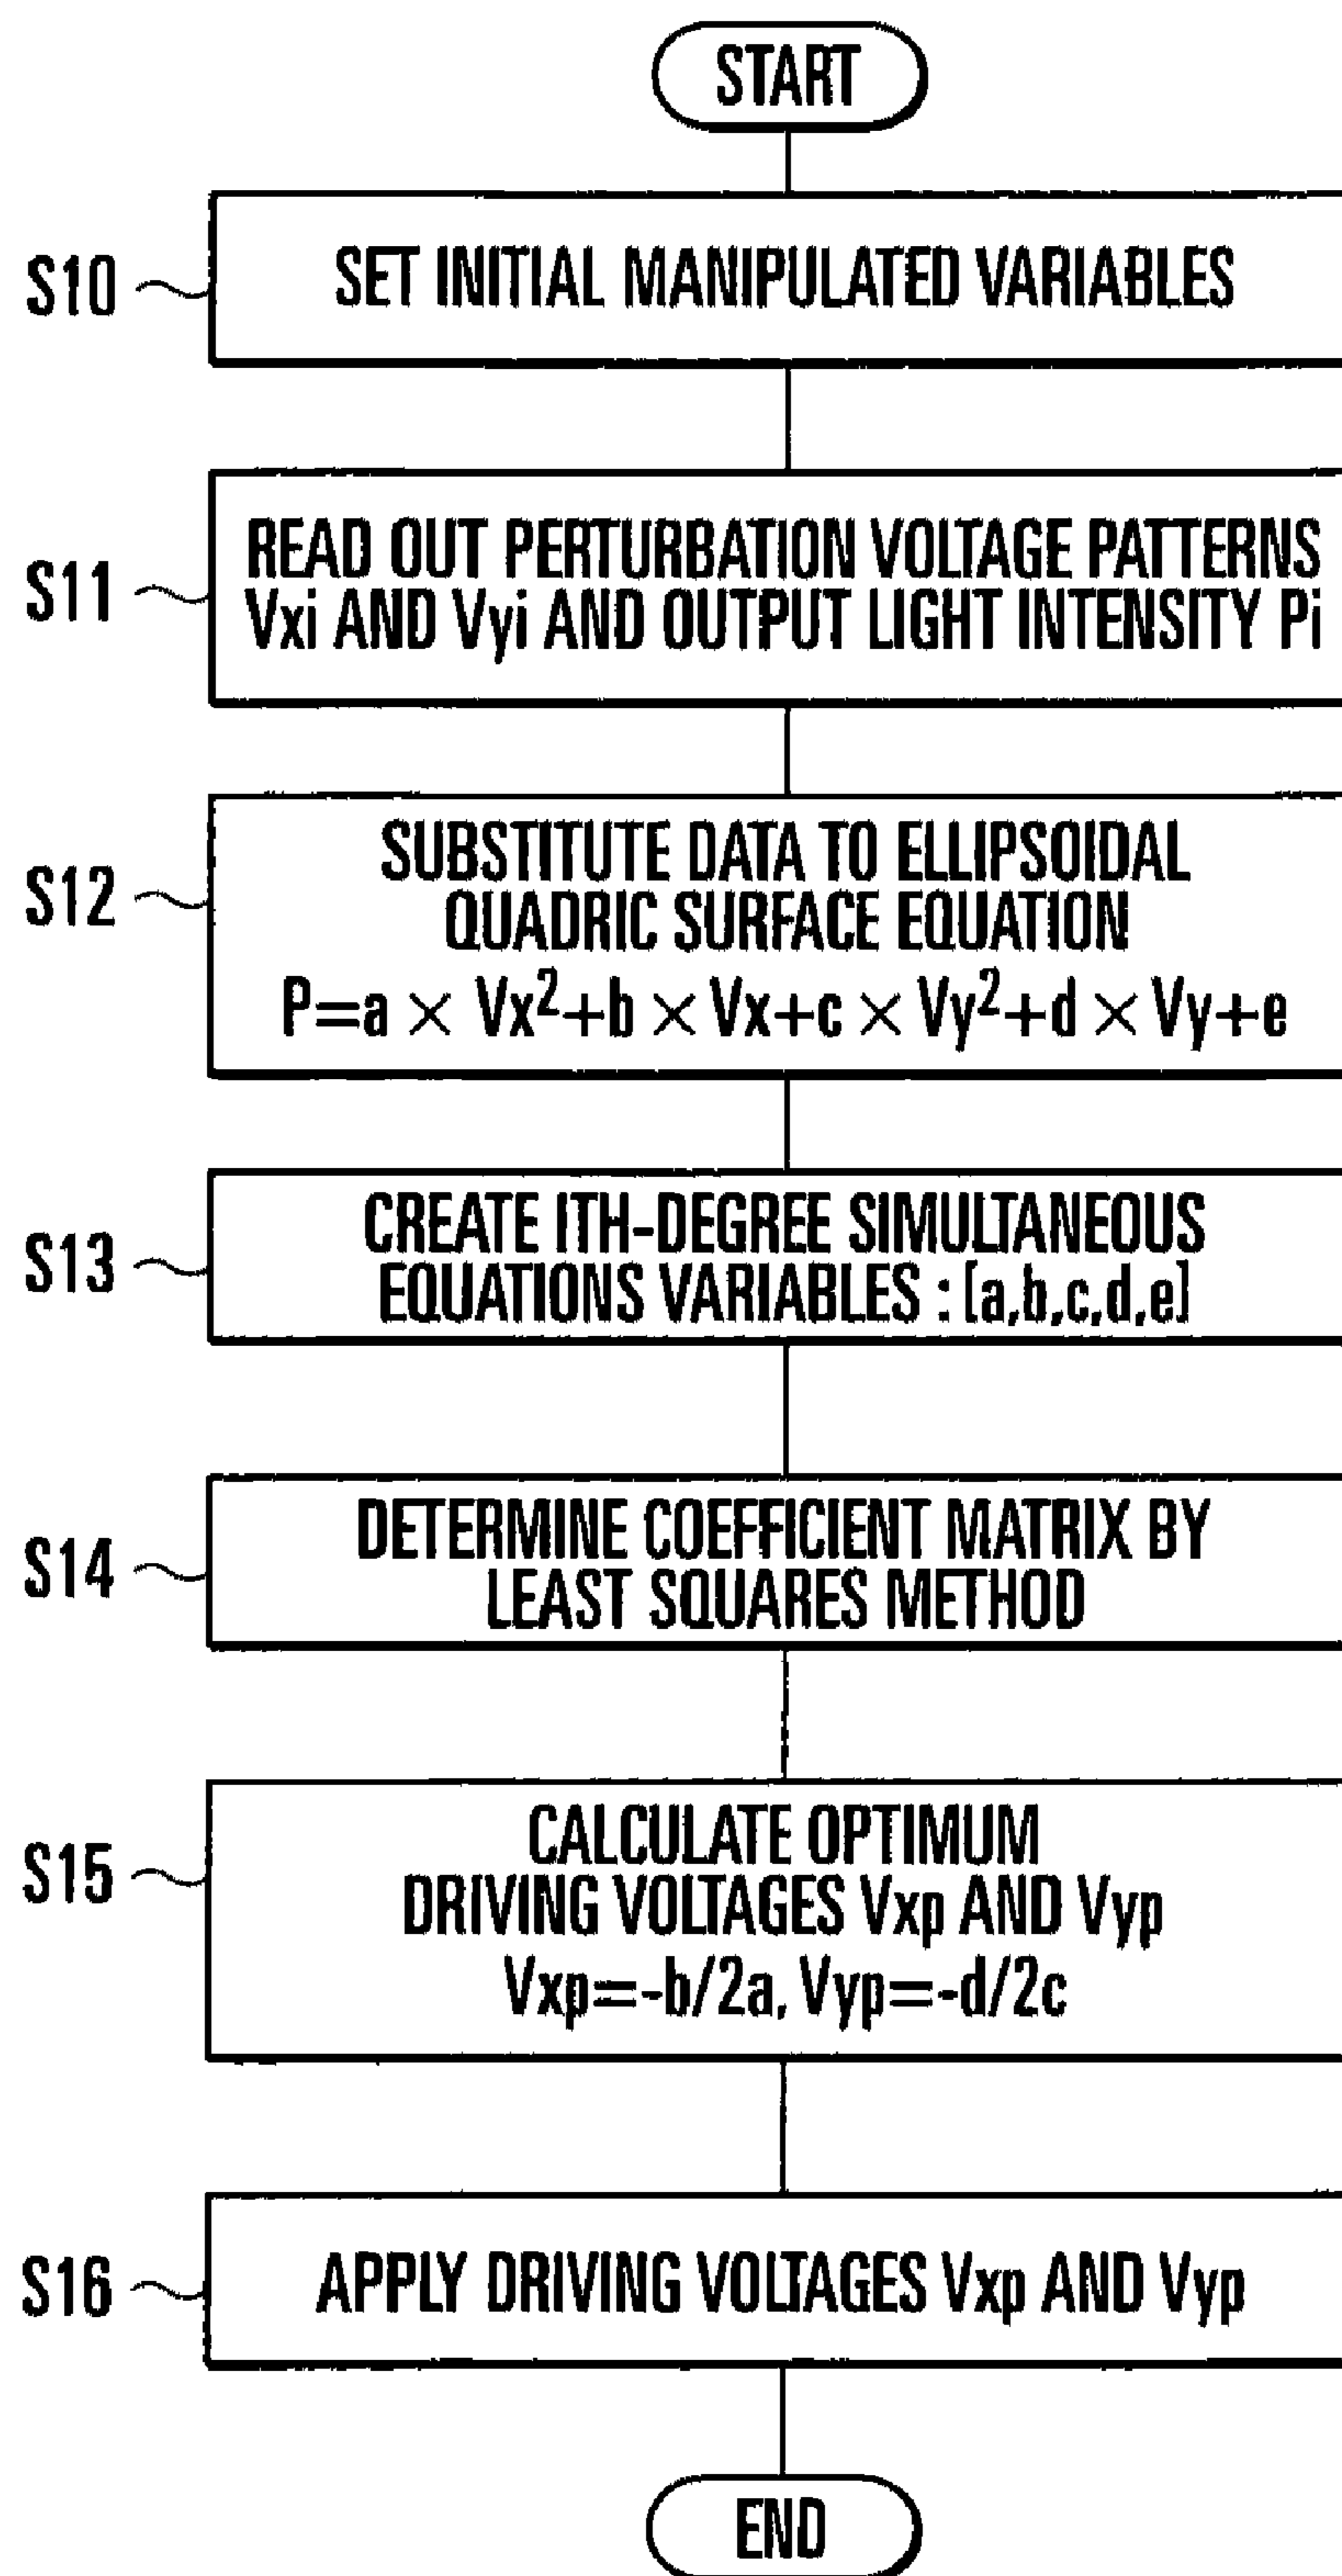 START
S10
SET INITIAL MANIPULATED VARIABLES
S11
READ OUT PERTURBATION VOLTAGE PATTERNS
Vxi AND Vyi AND OUTPUT LIGHT INTENSITY Pi
S12
SUBSTITUTE DATA TO ELLIPSOIDAL
QUADRIC SURFACE EQUATION
P=a × Vx²+b × Vx+c × Vy²+d × Vy+e
S13
CREATE ITH-DEGREE SIMULTANEOUS
EQUATIONS VARIABLES : [a,b,c,d,e]
S14
DETERMINE COEFFICIENT MATRIX BY
LEAST SQUARES METHOD
S15
CALCULATE OPTIMUM
DRIVING VOLTAGES Vxp AND Vyp
Vxp=-b/2a, Vyp=-d/2c
S16
APPLY DRIVING VOLTAGES Vxp AND Vyp
END